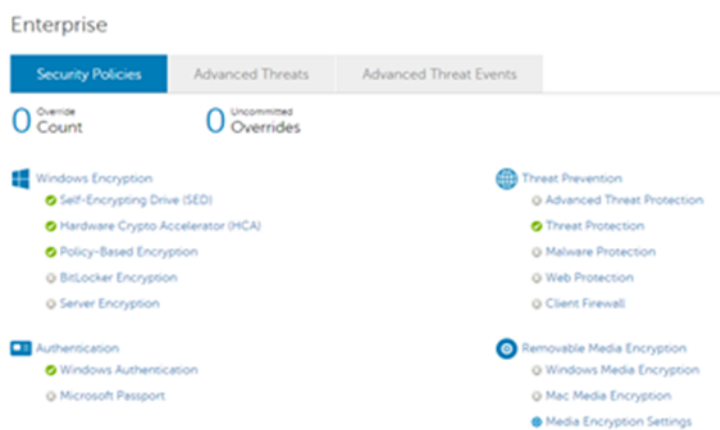 Enterprise
Security Policies
Advanced Threats
Advanced Threat Events
0 Override Count
0 Uncommitted Overrides
Windows Encryption
Self-Encrypting Drive (SED)
Hardware Crypto Accelerator (HCA)
Policy-Based Encryption
BitLocker Encryption
Server Encryption
Threat Prevention
Advanced Threat Protection
Threat Protection
Malware Protection
Web Protection
Client Firewall
Authentication
Windows Authentication
Microsoft Passport
Removable Media Encryption
Windows Media Encryption
Mac Media Encryption
Media Encryption Settings